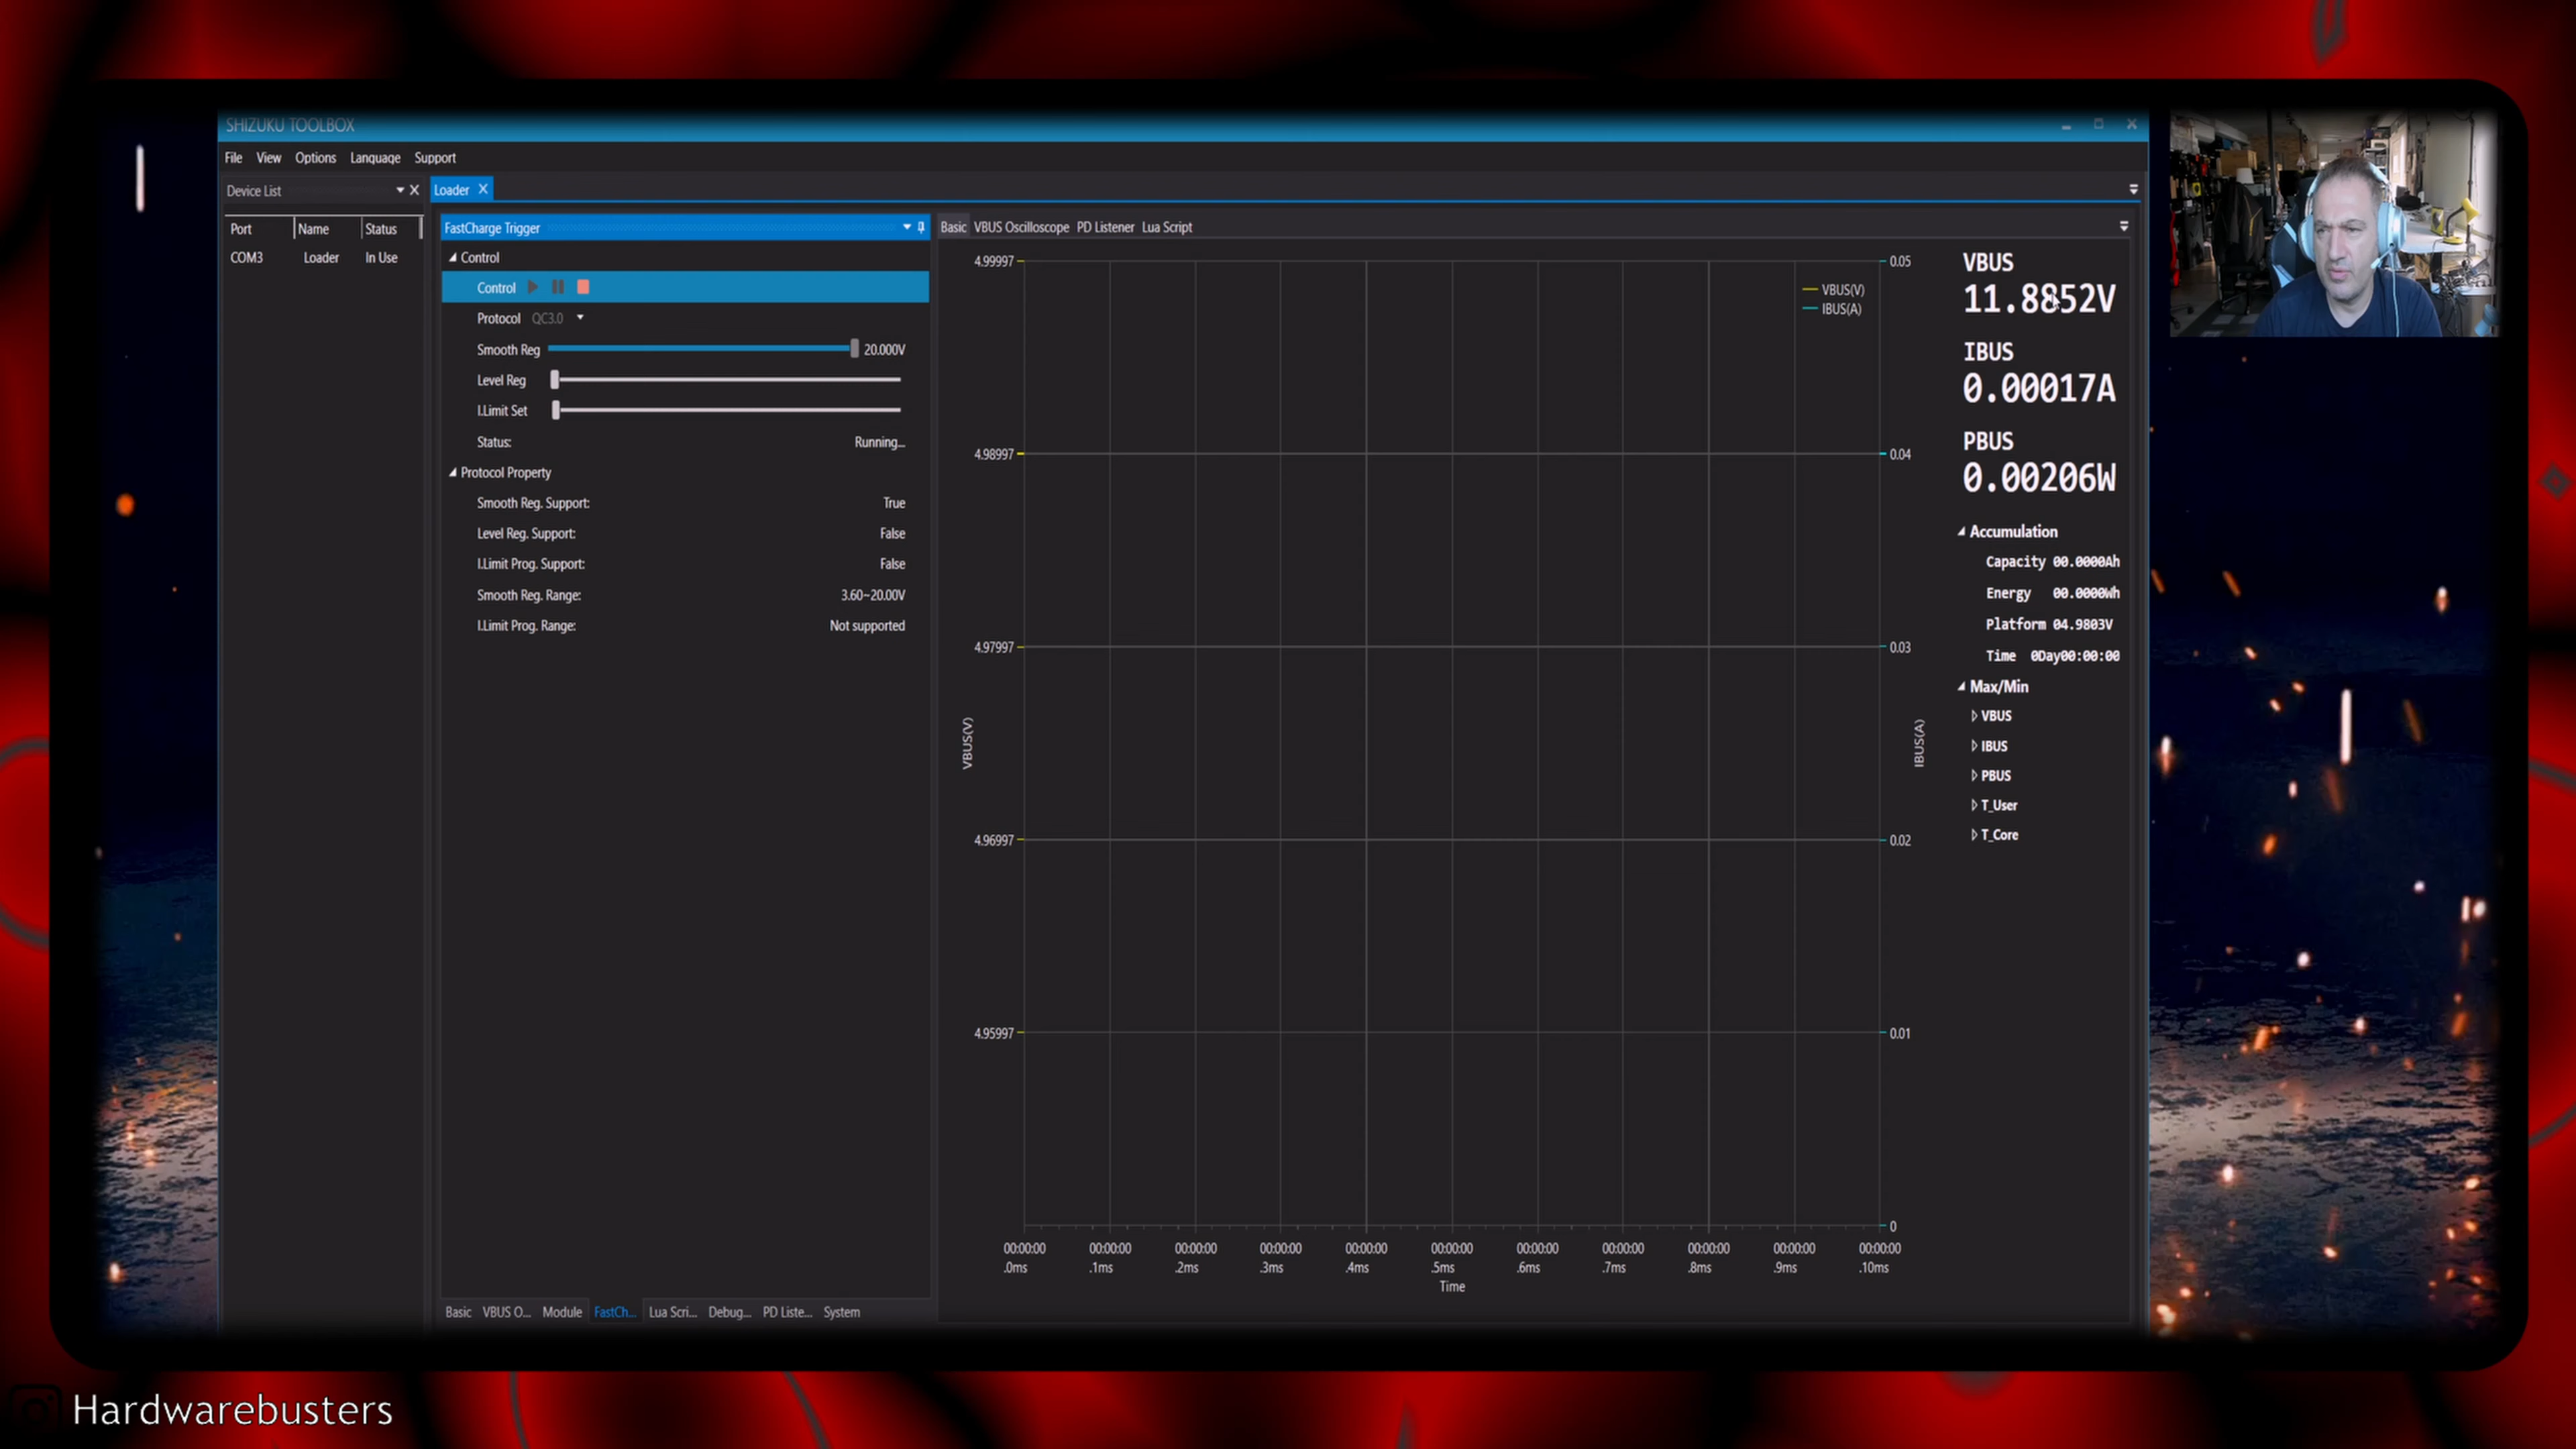 SHIZUKU TOOLBOX
File View Options Language Support
Device List
Port Name Status
COM3 Loader In Use
Loader
FastCharge Trigger
Control
Control
Protocol QC3.0
Smooth Reg 20.000V
Level Reg
I.Limit Set
Status: Running...
Protocol Property
Smooth Reg. Support: True
Level Reg. Support: False
I.Limit Prog. Support: False
Smooth Reg. Range: 3.60~20.00V
I.Limit Prog. Range: Not supported
Basic VBUS O... Module FastCh... Lua Scri... Debug... PD Liste... System
Basic VBUS Oscilloscope PD Listener Lua Script
4.99997
4.98997
4.97997
4.96997
4.95997
VBUS(V)
VBUS(V)
IBUS(A)
0.05
0.04
0.03
0.02
0.01
0
IBUS(A)
00:00:00 00:00:00 00:00:00 00:00:00 00:00:00 00:00:00 00:00:00 00:00:00 00:00:00 00:00:00 00:00:00
.0ms .1ms .2ms .3ms .4ms .5ms .6ms .7ms .8ms .9ms .10ms
Time
VBUS
11.8852V
IBUS
0.00017A
PBUS
0.00206W
Accumulation
Capacity 00.0000Ah
Energy 00.0000Wh
Platform 04.9803V
Time 0Day00:00:00
Max/Min
VBUS
IBUS
PBUS
T_User
T_Core
Hardwarebusters